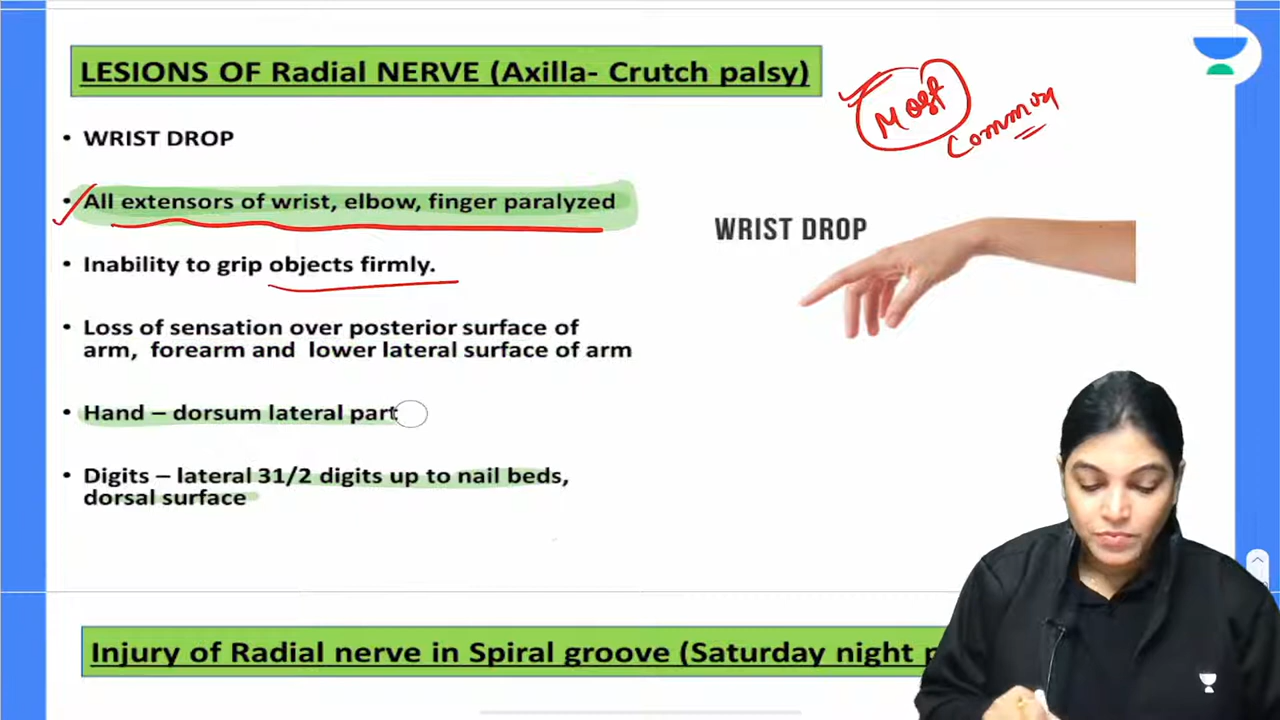 LESIONS OF Radial NERVE (Axilla- Crutch palsy)
Most
Common
• WRIST DROP
• All extensors of wrist, elbow, finger paralyzed
WRIST DROP
• Inability to grip objects firmly.
• Loss of sensation over posterior surface of
arm, forearm and lower lateral surface of arm
• Hand – dorsum lateral part
• Digits – lateral 31/2 digits up to nail beds,
dorsal surface
Injury of Radial nerve in Spiral groove (Saturday night